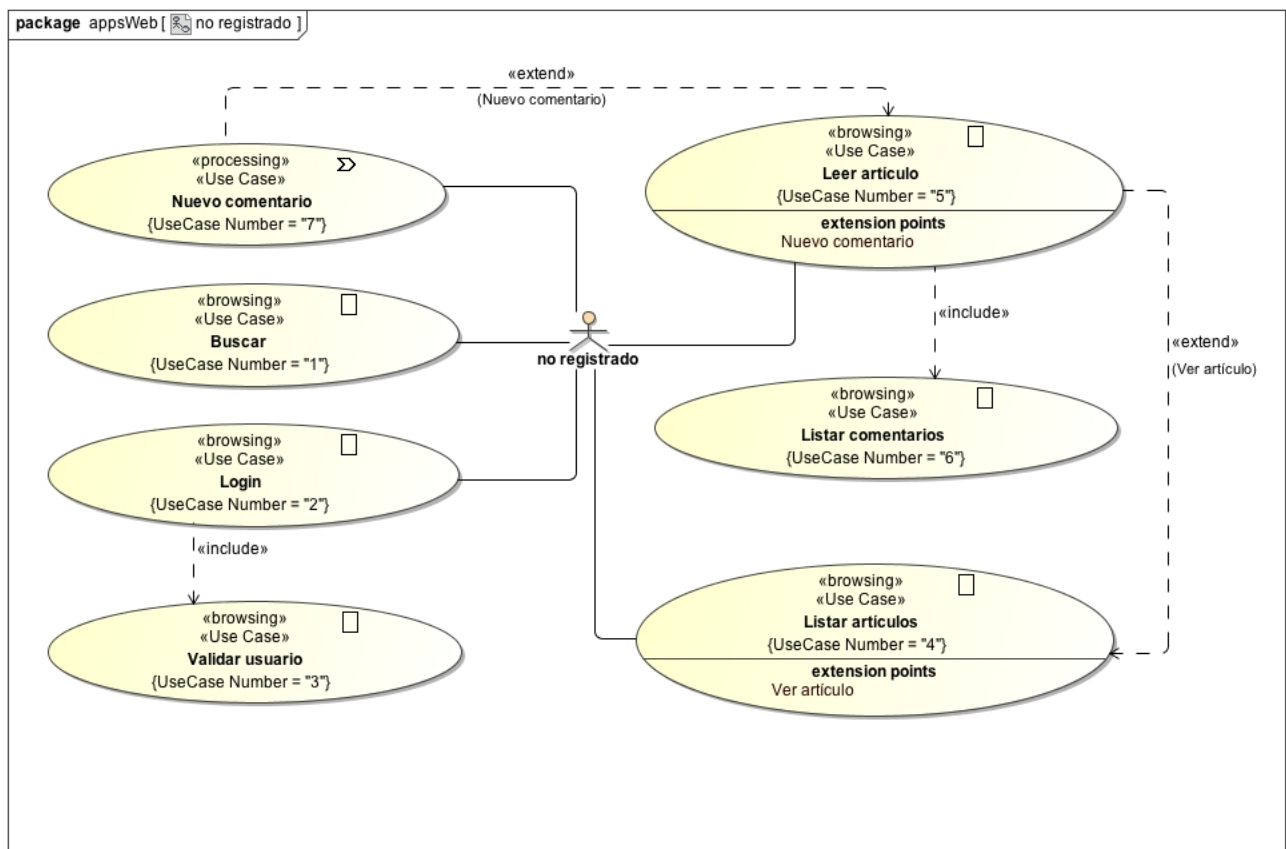 package appsWeb [ no registrado ]
«extend»
(Nuevo comentario)
«processing»
«Use Case»
Nuevo comentario
{UseCase Number = "7"}
«browsing»
«Use Case»
Leer artículo
{UseCase Number = "5"}
extension points
Nuevo comentario
«browsing»
«Use Case»
Buscar
{UseCase Number = "1"}
no registrado
«include»
«extend»
(Ver artículo)
«browsing»
«Use Case»
Login
{UseCase Number = "2"}
«browsing»
«Use Case»
Listar comentarios
{UseCase Number = "6"}
«include»
«browsing»
«Use Case»
Validar usuario
{UseCase Number = "3"}
«browsing»
«Use Case»
Listar artículos
{UseCase Number = "4"}
extension points
Ver artículo